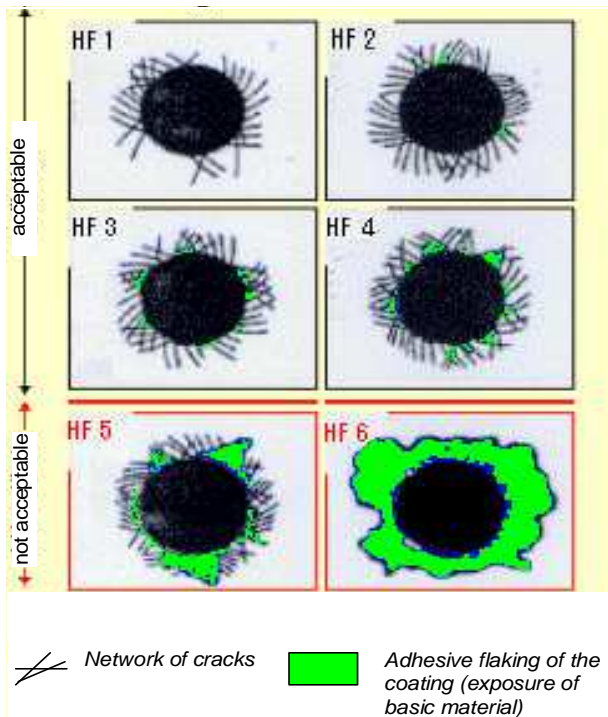 acceptable
HF 1
HF 2
HF 3
HF 4
not acceptable
HF 5
HF 6
Network of cracks
Adhesive flaking of the
coating (exposure of
basic material)